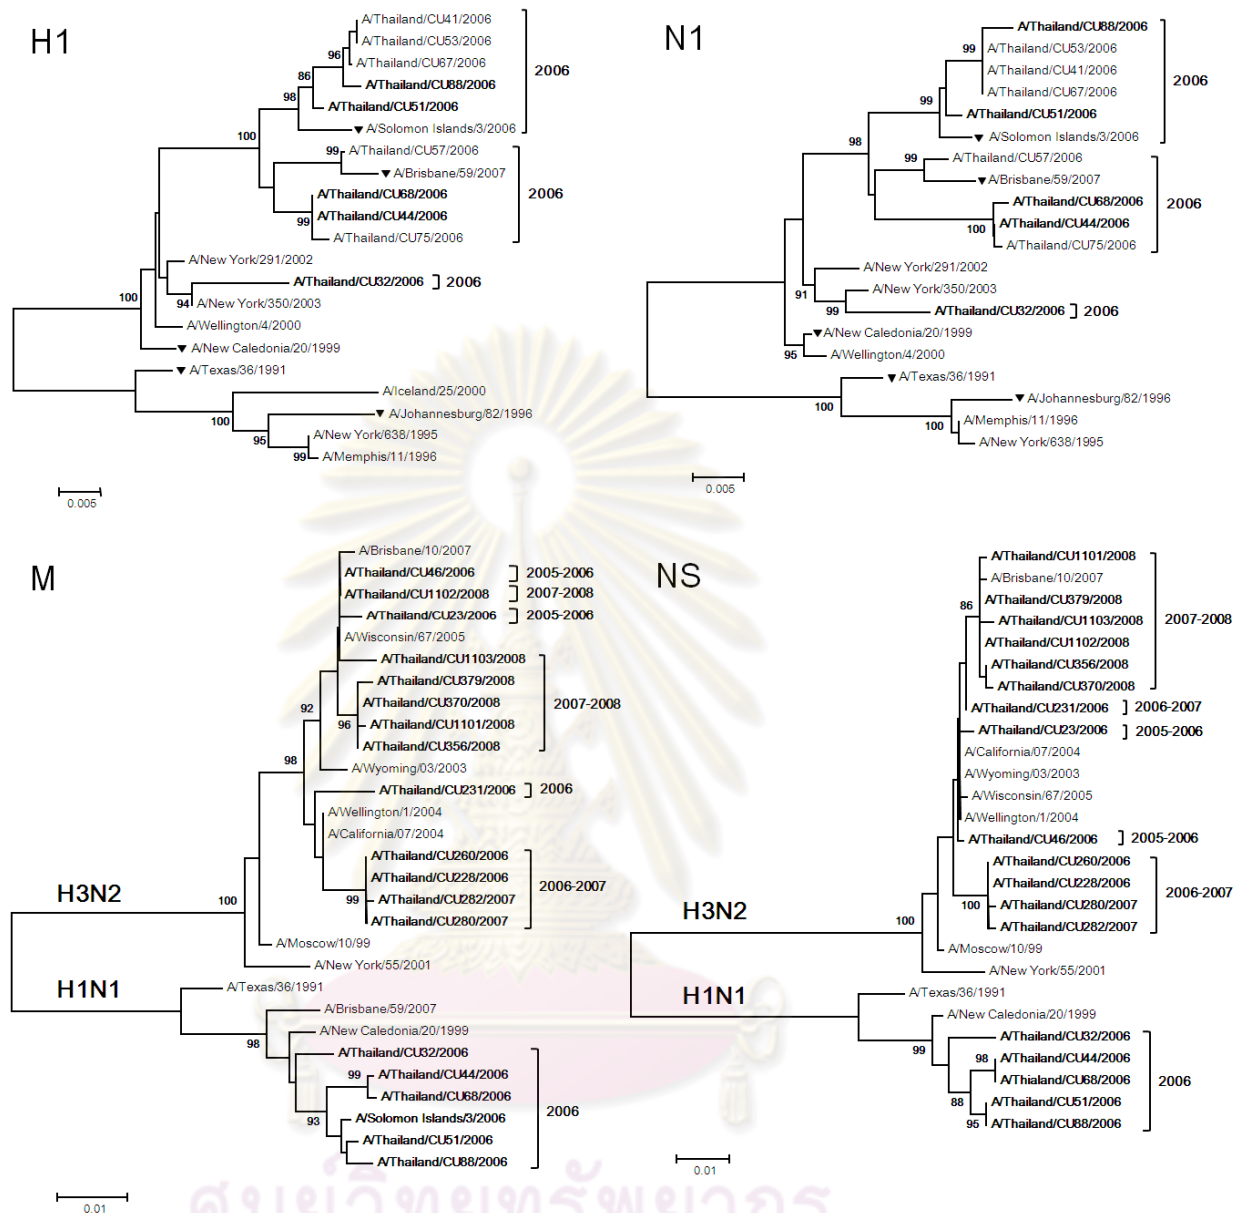 H1
A/Thailand/CU41/2006
A/Thailand/CU53/2006
96
A/Thailand/CU67/2006
86
A/Thailand/CU88/2006
2006
98
A/Thailand/CU51/2006
A/Solomon Islands/3/2006
100
99
A/Thailand/CU57/2006
A/Brisbane/59/2007
A/Thailand/CU68/2006
2006
A/Thailand/CU44/2006
99
A/Thailand/CU75/2006
A/New York/291/2002
A/Thailand/CU32/2006
2006
100
94
A/New York/350/2003
A/Wellington/4/2000
A/New Caledonia/20/1999
A/Texas/36/1991
A/Iceland/25/2000
100
A/Johannesburg/82/1996
95
A/New York/638/1995
99
A/Memphis/11/1996
0.005
N1
A/Thailand/CU88/2006
99
A/Thailand/CU53/2006
A/Thailand/CU41/2006
2006
A/Thailand/CU67/2006
99
A/Thailand/CU51/2006
A/Solomon Islands/3/2006
98
99
A/Thailand/CU57/2006
A/Brisbane/59/2007
A/Thailand/CU68/2006
2006
A/Thailand/CU44/2006
100
A/Thailand/CU75/2006
A/New York/291/2002
91
A/New York/350/2003
99
A/Thailand/CU32/2006
2006
A/New Caledonia/20/1999
95
A/Wellington/4/2000
A/Texas/36/1991
100
A/Johannesburg/82/1996
A/Memphis/11/1996
100
A/New York/638/1995
0.005
M
A/Brisbane/10/2007
A/Thailand/CU46/2006
2005-2006
A/Thailand/CU1102/2008
2007-2008
A/Thailand/CU23/2006
2005-2006
A/Wisconsin/67/2005
A/Thailand/CU1103/2008
A/Thailand/CU379/2008
A/Thailand/CU370/2008
2007-2008
92
96
A/Thailand/CU1101/2008
A/Thailand/CU356/2008
98
A/Wyoming/03/2003
A/Thailand/CU231/2006
2006
A/Wellington/1/2004
A/California/07/2004
A/Thailand/CU260/2006
A/Thailand/CU228/2006
2006-2007
99
A/Thailand/CU282/2007
A/Thailand/CU280/2007
H3N2
100
A/Moscow/10/99
A/New York/55/2001
H1N1
A/Texas/36/1991
A/Brisbane/59/2007
A/New Caledonia/20/1999
98
A/Thailand/CU32/2006
99
A/Thailand/CU44/2006
A/Thailand/CU68/2006
2006
93
A/Solomon Islands/3/2006
A/Thailand/CU51/2006
A/Thailand/CU88/2006
0.01
NS
A/Thailand/CU1101/2008
A/Brisbane/10/2007
86
A/Thailand/CU379/2008
A/Thailand/CU1103/2008
2007-2008
A/Thailand/CU1102/2008
A/Thailand/CU356/2008
A/Thailand/CU370/2008
A/Thailand/CU231/2006
2006-2007
A/Thailand/CU23/2006
2005-2006
A/California/07/2004
A/Wyoming/03/2003
A/Wisconsin/67/2005
A/Wellington/1/2004
A/Thailand/CU46/2006
2005-2006
A/Thailand/CU260/2006
A/Thailand/CU228/2006
2006-2007
100
A/Thailand/CU280/2007
A/Thailand/CU282/2007
H3N2
100
A/Moscow/10/99
A/New York/55/2001
H1N1
A/Texas/36/1991
A/New Caledonia/20/1999
99
A/Thailand/CU32/2006
98
A/Thailand/CU44/2006
A/Thialand/CU68/2006
2006
88
A/Thailand/CU51/2006
95
A/Thailand/CU88/2006
0.01
ศูนย์วิทยทรัพยากร